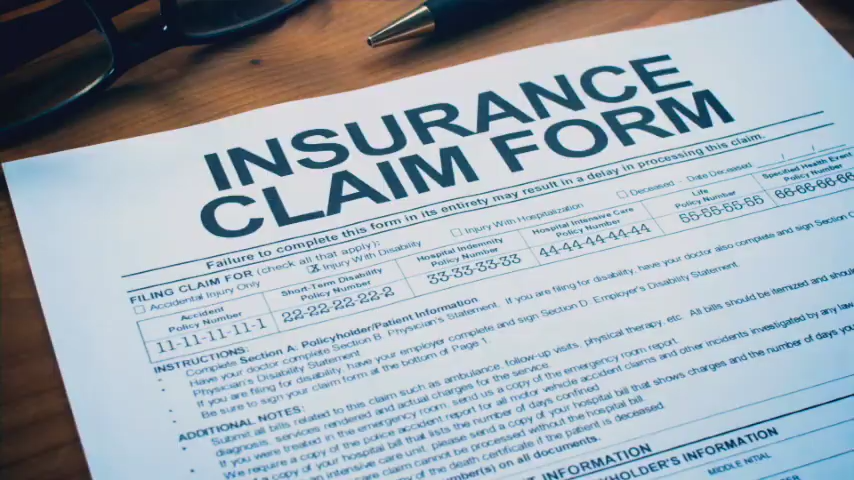 INSURANCE
CLAIM FORM
Failure to complete this form in its entirety may result in a delay in processing this claim.
FILING CLAIM FOR (check all that apply):
Accidental Injury Only
Injury With Disability
Injury With Hospitalization
Deceased - Date Deceased
Accident
Policy Number
11-11-11-11-1
Short-Term Disability
Policy Number
22-22-22-22-2
Hospital Indemnity
Policy Number
33-33-33-33
Hospital Intensive Care
Policy Number
44-44-44-44-44
Life
Policy Number
55-55-55-55
Specified Health Event
Policy Number
66-66-66-66
INSTRUCTIONS:
Complete Section A: Policyholder/Patient Information
Have your doctor complete Section B, Physician's Statement. If you are filing for disability, have your doctor also complete and sign Section C,
Physician's Disability Statement.
If you are filing for disability, have your employer complete and sign Section D, Employer's Disability Statement.
Be sure to sign your claim form at the bottom of Page 1.
ADDITIONAL NOTES:
Submit all bills related to this claim such as ambulance, follow-up visits, physical therapy, etc. All bills should be itemized and should
diagnosis, services rendered and actual charges for the service.
If you were treated in the emergency room, send us a copy of the emergency room report.
We require a copy of the police accident report for all motor vehicle accident claims and other incidents investigated by any law
a copy of your hospital bill that lists the number of days confined
an intensive care unit, please send a copy of your hospital bill that shows charges and the number of days you
care claim cannot be processed without the hospital bill.
of the death certificate if the patient is deceased.
number(s) on all documents.
INFORMATION
HOLDER'S INFORMATION
MIDDLE INITIAL